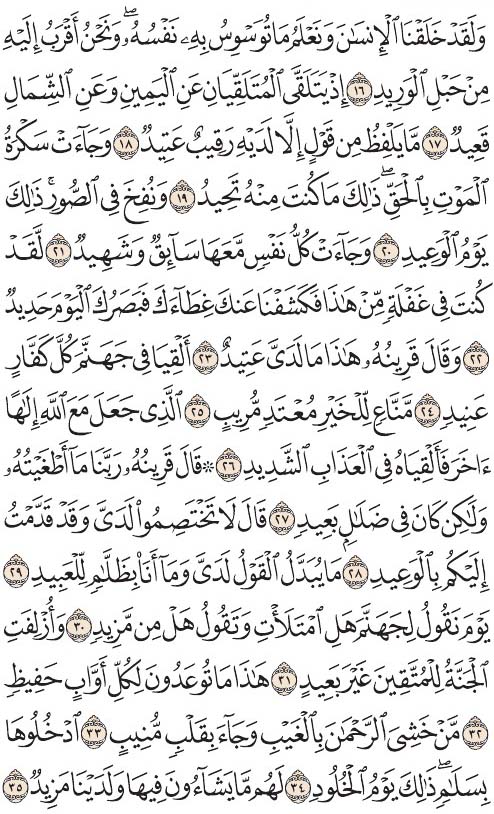 وَلَقَدْ خَلَقْنَا ٱلْإِنسَٰنَ وَنَعْلَمُ مَا تُوَسْوِسُ بِهِۦ نَفْسُهُۥ ۖ وَنَحْنُ أَقْرَبُ إِلَيْهِ
مِنْ حَبْلِ ٱلْوَرِيدِ ١٦ إِذْ يَتَلَقَّى ٱلْمُتَلَقِّيَانِ عَنِ ٱلْيَمِينِ وَعَنِ ٱلشِّمَالِ
قَعِيدٌ ١٧ مَّا يَلْفِظُ مِن قَوْلٍ إِلَّا لَدَيْهِ رَقِيبٌ عَتِيدٌ ١٨ وَجَآءَتْ سَكْرَةُ
ٱلْمَوْتِ بِٱلْحَقِّ ۖ ذَٰلِكَ مَا كُنتَ مِنْهُ تَحِيدُ ١٩ وَنُفِخَ فِى ٱلصُّورِ ۚ ذَٰلِكَ
يَوْمُ ٱلْوَعِيدِ ٢٠ وَجَآءَتْ كُلُّ نَفْسٍ مَّعَهَا سَآئِقٌ وَشَهِيدٌ ٢١ لَّقَدْ
كُنتَ فِى غَفْلَةٍ مِّنْ هَٰذَا فَكَشَفْنَا عَنكَ غِطَآءَكَ فَبَصَرُكَ ٱلْيَوْمَ حَدِيدٌ
٢٢ وَقَالَ قَرِينُهُۥ هَٰذَا مَا لَدَىَّ عَتِيدٌ ٢٣ أَلْقِيَا فِى جَهَنَّمَ كُلَّ كَفَّارٍ
عَنِيدٍ ٢٤ مَّنَّاعٍ لِّلْخَيْرِ مُعْتَدٍ مُّرِيبٍ ٢٥ ٱلَّذِى جَعَلَ مَعَ ٱللَّهِ إِلَٰهًا
ءَاخَرَ فَأَلْقِيَاهُ فِى ٱلْعَذَابِ ٱلشَّدِيدِ ٢٦ ۞ قَالَ قَرِينُهُۥ رَبَّنَا مَآ أَطْغَيْتُهُۥ
وَلَٰكِن كَانَ فِى ضَلَٰلٍۭ بَعِيدٍ ٢٧ قَالَ لَا تَخْتَصِمُوا۟ لَدَىَّ وَقَدْ قَدَّمْتُ
إِلَيْكُم بِٱلْوَعِيدِ ٢٨ مَا يُبَدَّلُ ٱلْقَوْلُ لَدَىَّ وَمَآ أَنَا۠ بِظَلَّٰمٍ لِّلْعَبِيدِ ٢٩
يَوْمَ نَقُولُ لِجَهَنَّمَ هَلِ ٱمْتَلَأْتِ وَتَقُولُ هَلْ مِن مَّزِيدٍ ٣٠ وَأُزْلِفَتِ
ٱلْجَنَّةُ لِلْمُتَّقِينَ غَيْرَ بَعِيدٍ ٣١ هَٰذَا مَا تُوعَدُونَ لِكُلِّ أَوَّابٍ حَفِيظٍ
٣٢ مَّنْ خَشِىَ ٱلرَّحْمَٰنَ بِٱلْغَيْبِ وَجَآءَ بِقَلْبٍ مُّنِيبٍ ٣٣ ٱدْخُلُوهَا
بِسَلَٰمٍ ۖ ذَٰلِكَ يَوْمُ ٱلْخُلُودِ ٣٤ لَهُم مَّا يَشَآءُونَ فِيهَا وَلَدَيْنَا مَزِيدٌ ٣٥